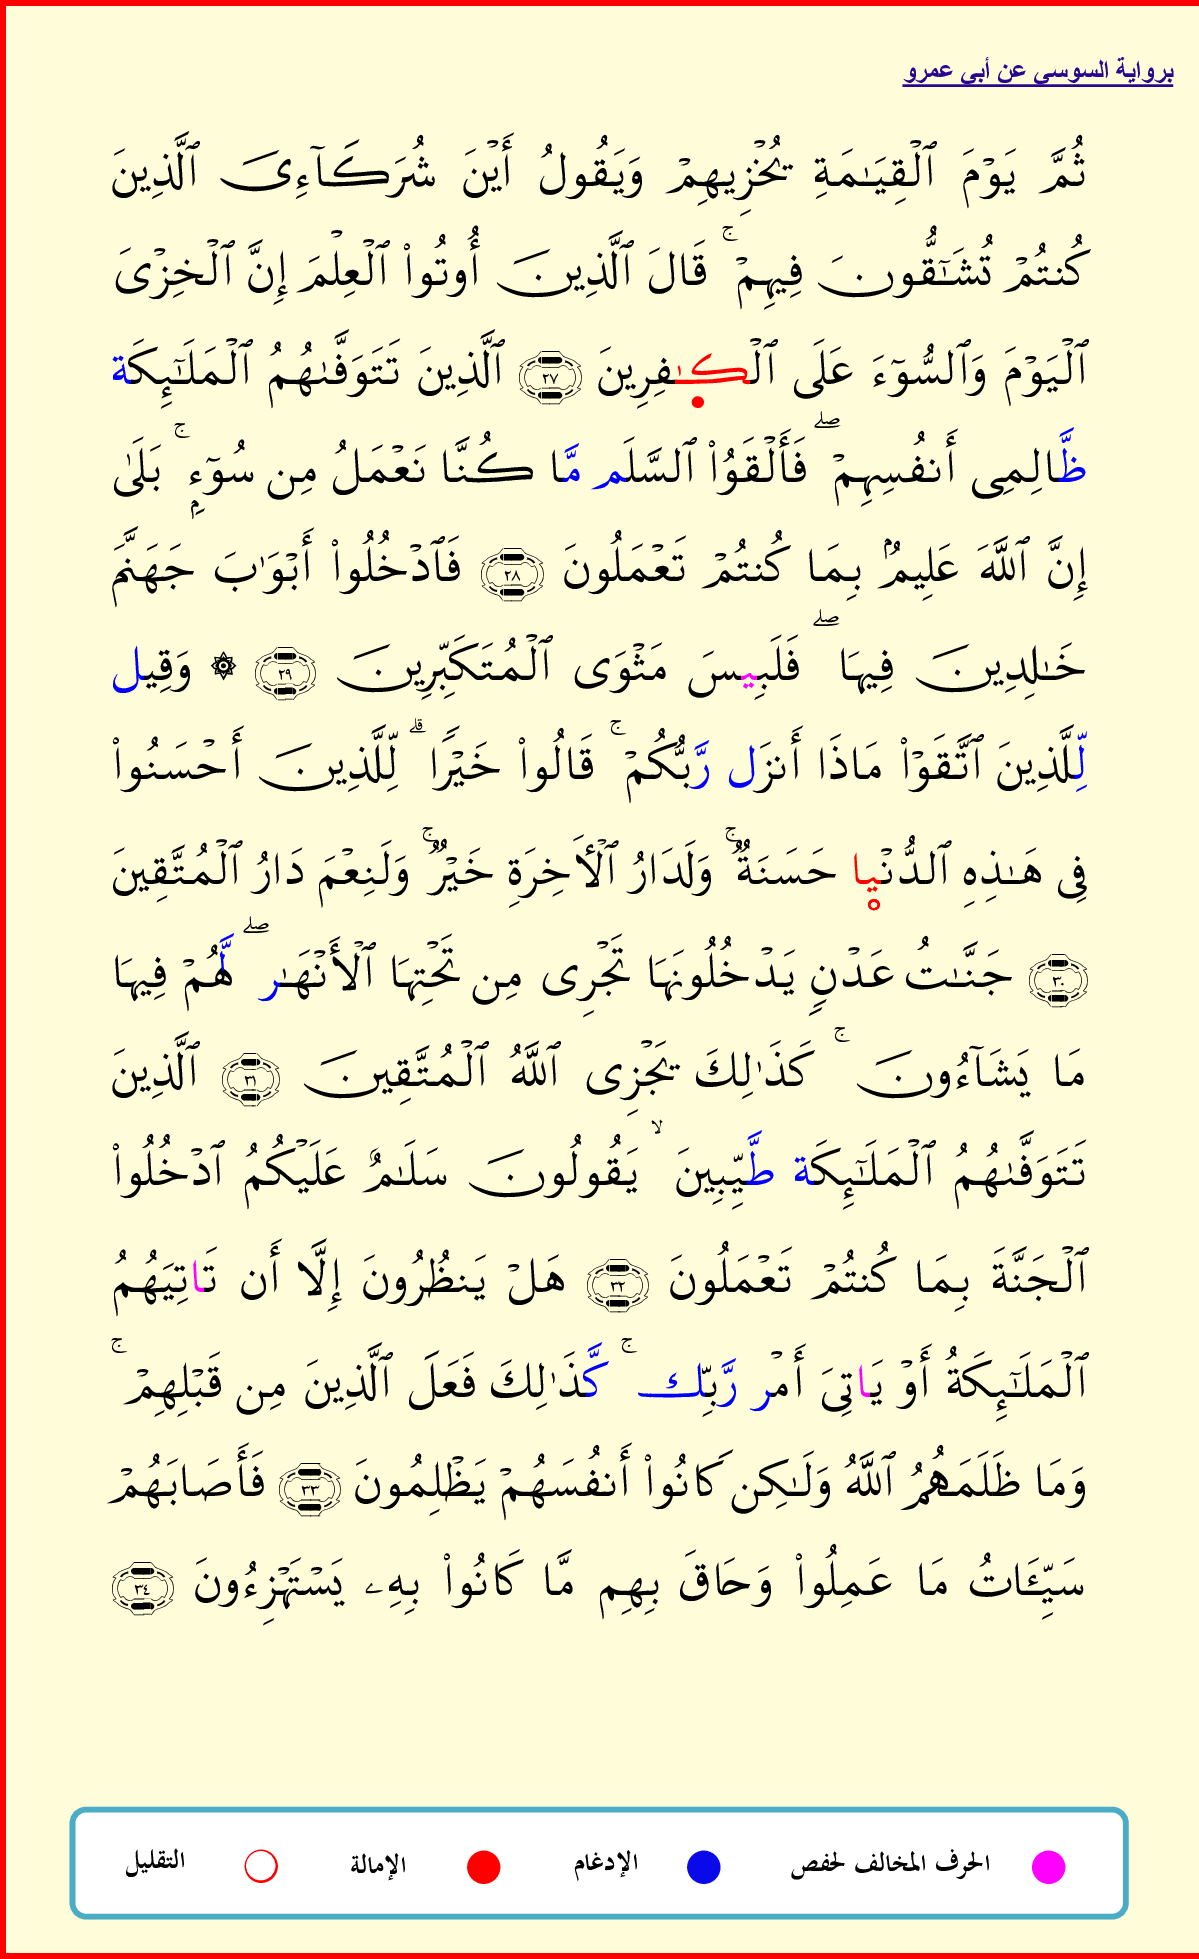 برواية السوسي عن أبي عمرو
ثُمَّ يَوْمَ ٱلْقِيَـٰمَةِ يُخْزِيهِمْ وَيَقُولُ أَيْنَ شُرَكَآءِىَ ٱلَّذِينَ
كُنتُمْ تُشَـٰٓقُّونَ فِيهِمْ ۚ قَالَ ٱلَّذِينَ أُوتُوا۟ ٱلْعِلْمَ إِنَّ ٱلْخِزْىَ
ٱلْيَوْمَ وَٱلسُّوٓءَ عَلَى ٱلْكـٰفِرِينَ ٢٧ ٱلَّذِينَ تَتَوَفَّىٰهُمُ ٱلْمَلَـٰٓئِكَة
ظَّالِمِى أَنفُسِهِمْ ۖ فَأَلْقَوُا۟ ٱلسَّلَم مَّا كُنَّا نَعْمَلُ مِن سُوٓءٍۭ ۚ بَلَىٰٓ
إِنَّ ٱللَّهَ عَلِيمٌۢ بِمَا كُنتُمْ تَعْمَلُونَ ٢٨ فَٱدْخُلُوٓا۟ أَبْوَٰبَ جَهَنَّمَ
خَـٰلِدِينَ فِيهَا ۖ فَلَبِيسَ مَثْوَى ٱلْمُتَكَبِّرِينَ ٢٩ ۞ وَقِيل
لِّلَّذِينَ ٱتَّقَوْا۟ مَاذَا أَنزَل رَّبُّكُمْ ۚ قَالُوا۟ خَيْرًا ۗ لِّلَّذِينَ أَحْسَنُوا۟
فِى هَـٰذِهِ ٱلدُّنْيا حَسَنَةٌ ۚ وَلَدَارُ ٱلْأَخِرَةِ خَيْرٌ ۚ وَلَنِعْمَ دَارُ ٱلْمُتَّقِينَ
٣٠ جَنَّـٰتُ عَدْنٍ يَدْخُلُونَهَا تَجْرِى مِن تَحْتِهَا ٱلْأَنْهَـٰر ۖ لَّهُمْ فِيهَا
مَا يَشَآءُونَ ۚ كَذَٰلِكَ يَجْزِى ٱللَّهُ ٱلْمُتَّقِينَ ٣١ ٱلَّذِينَ
تَتَوَفَّىٰهُمُ ٱلْمَلَـٰٓئِكَة طَّيِّبِينَ ۙ يَقُولُونَ سَلَـٰمٌ عَلَيْكُمُ ٱدْخُلُوا۟
ٱلْجَنَّةَ بِمَا كُنتُمْ تَعْمَلُونَ ٣٢ هَلْ يَنظُرُونَ إِلَّا أَن تَاتِيَهُمُ
ٱلْمَلَـٰٓئِكَةُ أَوْ يَاتِىَ أَمْر رَّبِّك ۚ كَّذَٰلِكَ فَعَلَ ٱلَّذِينَ مِن قَبْلِهِمْ ۚ
وَمَا ظَلَمَهُمُ ٱللَّهُ وَلَـٰكِن كَانُوا۟ أَنفُسَهُمْ يَظْلِمُونَ ٣٣ فَأَصَابَهُمْ
سَيِّـَٔاتُ مَا عَمِلُوا۟ وَحَاقَ بِهِم مَّا كَانُوا۟ بِهِۦ يَسْتَهْزِءُونَ ٣٤
الحرف المخالف لحفص الإدغام الإمالة التقليل